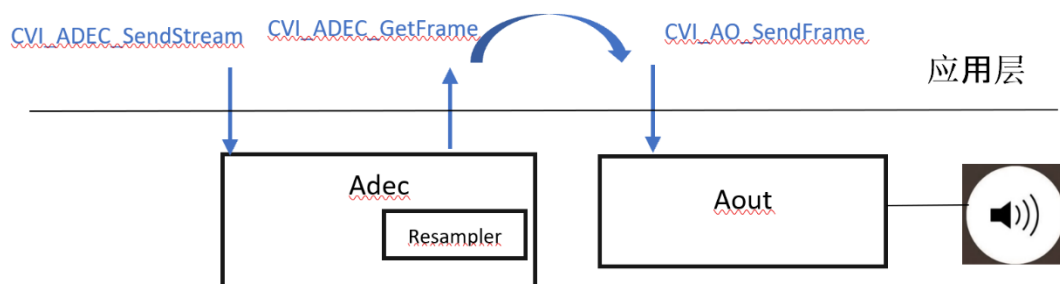 CVI_ADEC_SendStream
CVI_ADEC_GetFrame
CVI_AO_SendFrame
应用层
Adec
Resampler
Aout